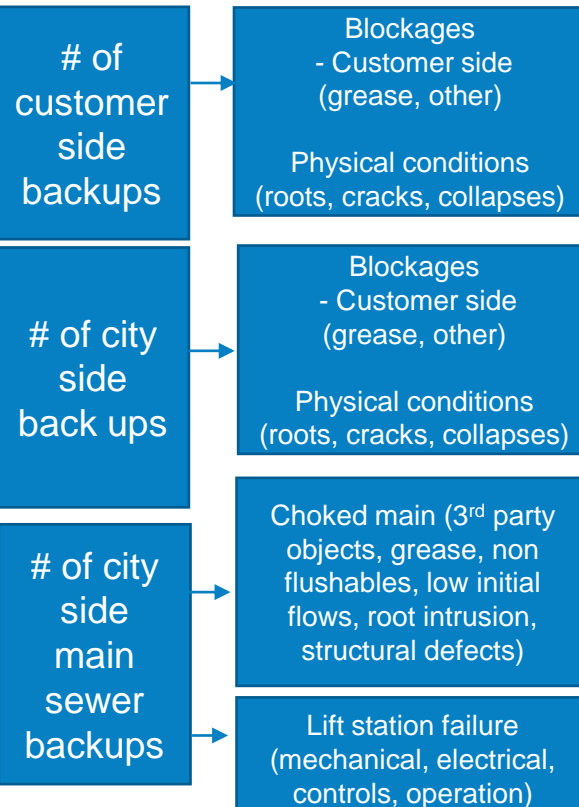 # of
customer
side
backups
Blockages
- Customer side
(grease, other)
Physical conditions
(roots, cracks, collapses)
# of city
side
back ups
Blockages
- Customer side
(grease, other)
Physical conditions
(roots, cracks, collapses)
# of city
side
main
sewer
backups
Choked main (3rd party
objects, grease, non
flushables, low initial
flows, root intrusion,
structural defects)
Lift station failure
(mechanical, electrical,
controls, operation)